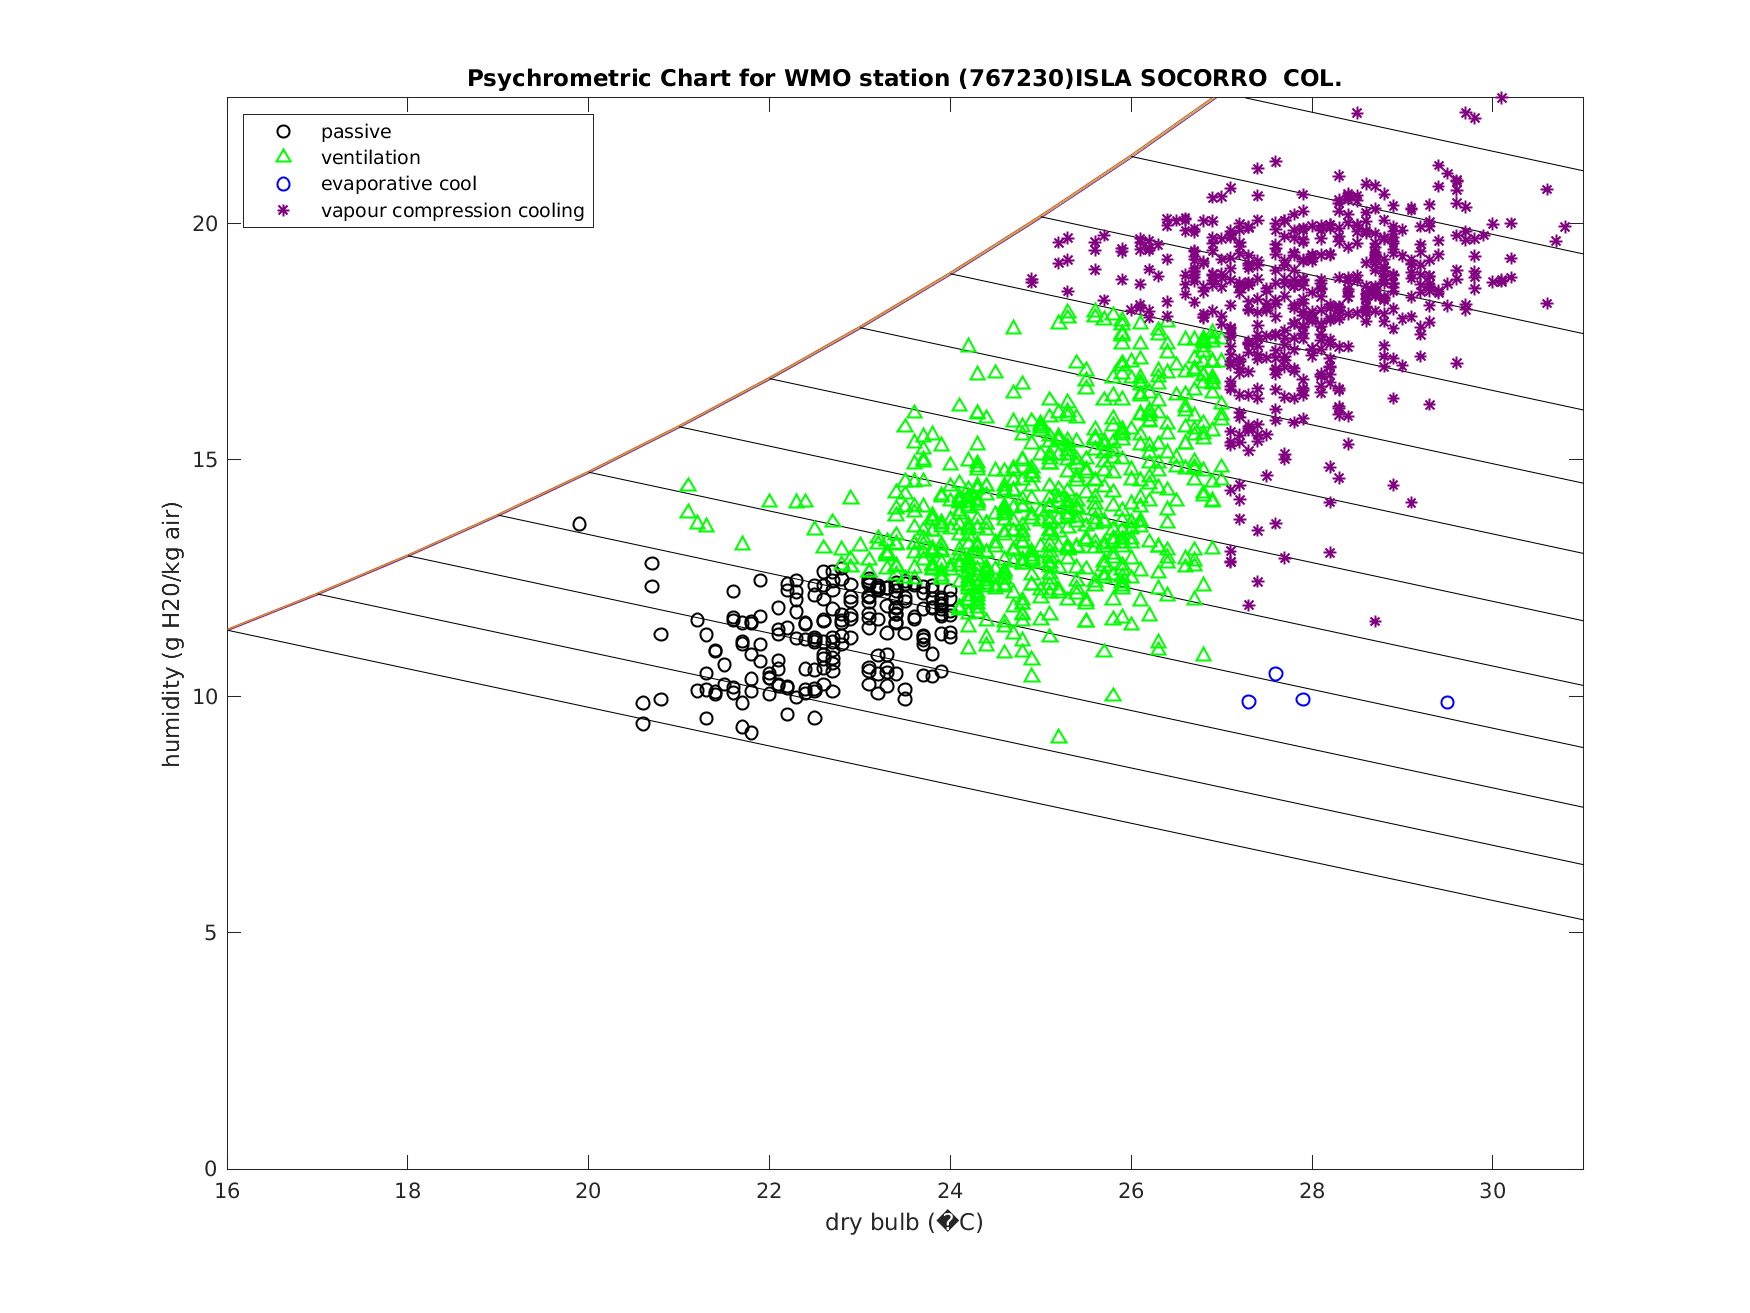 Psychrometric Chart for WMO station (767230)ISLA SOCORRO  COL.
passive
ventilation
evaporative cool
vapour compression cooling
humidity (g H20/kg air)
20
15
10
5
0
16 18 20 22 24 26 28 30
dry bulb (�C)